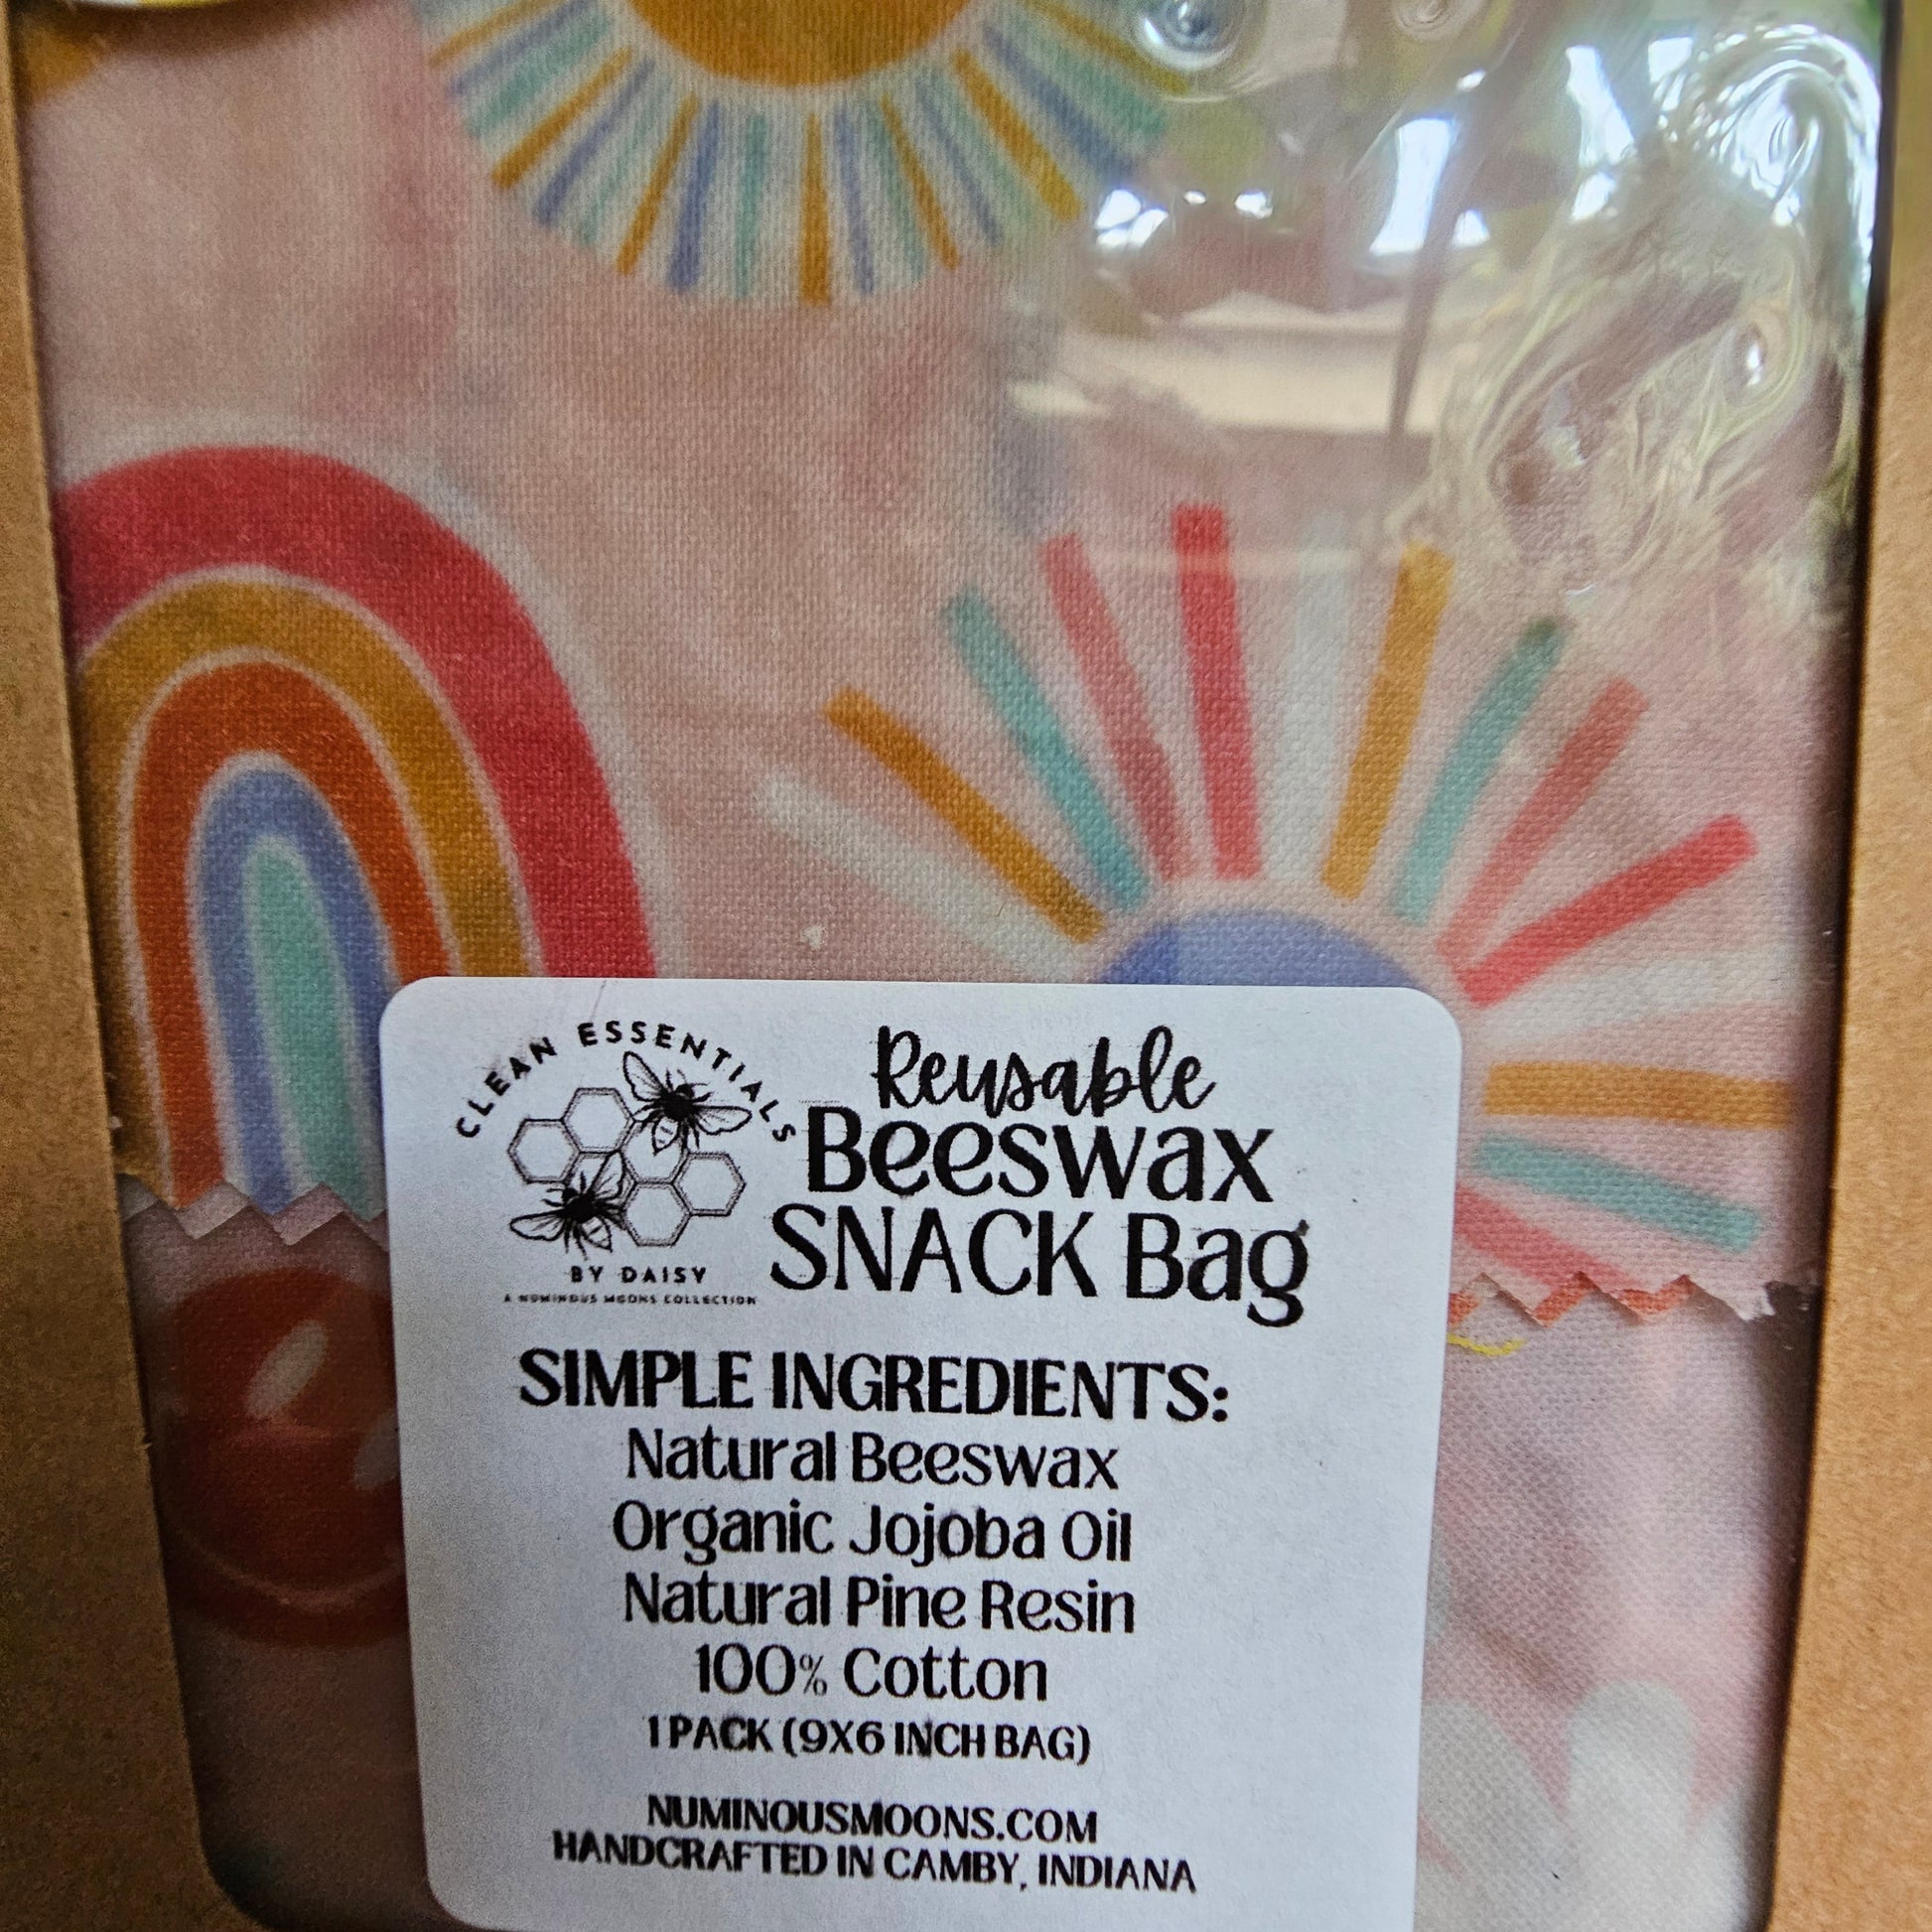 CLEAN ESSENTIALS
BY DAISY
A NUMINOUS MOONS COLLECTION
Reusable
Beeswax
SNACK Bag
SIMPLE INGREDIENTS:
Natural Beeswax
Organic Jojoba Oil
Natural Pine Resin
100% Cotton
1 PACK (9X6 INCH BAG)
NUMINOUSMOONS.COM
HANDCRAFTED IN CAMBY, INDIANA